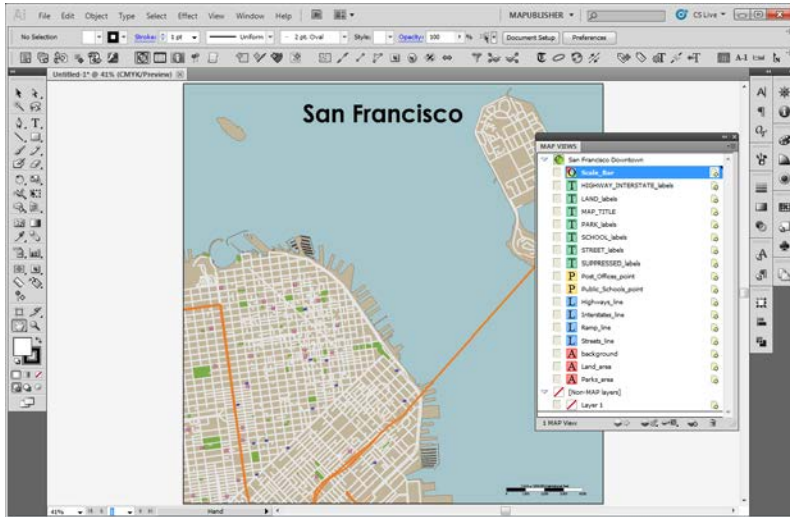 Ai File Edit Object Type Select Effect View Window Help MAPUBLISHER CS Live
No Selection Stroke: 1 pt Uniform 2 pt. Oval Style: Opacity: 100 % Document Setup Preferences
Untitled-1* @ 41% (CMYK/Preview)
San Francisco
MAP VIEWS
San Francisco Downtown
Scale_Bar
T HIGHWAY_INTERSTATE_labels
T LAND_labels
T MAP_TITLE
T PARK_labels
T SCHOOL_labels
T STREET_labels
T SUPPRESSED_labels
P Post_Offices_point
P Public_Schools_point
L Highways_line
L Interstates_line
L Ramp_line
L Streets_line
A background
A Land_area
A Parks_area
[Non-MAP layers]
Layer 1
1 MAP View
41% Hand